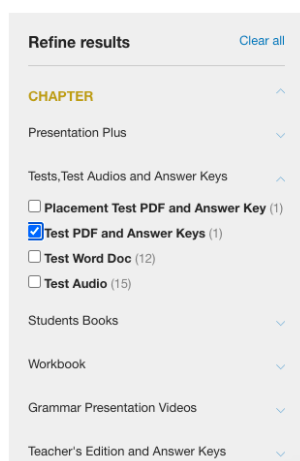 Refine results Clear all
CHAPTER
Presentation Plus
Tests,Test Audios and Answer Keys
Placement Test PDF and Answer Key (1)
Test PDF and Answer Keys (1)
Test Word Doc (12)
Test Audio (15)
Students Books
Workbook
Grammar Presentation Videos
Teacher's Edition and Answer Keys